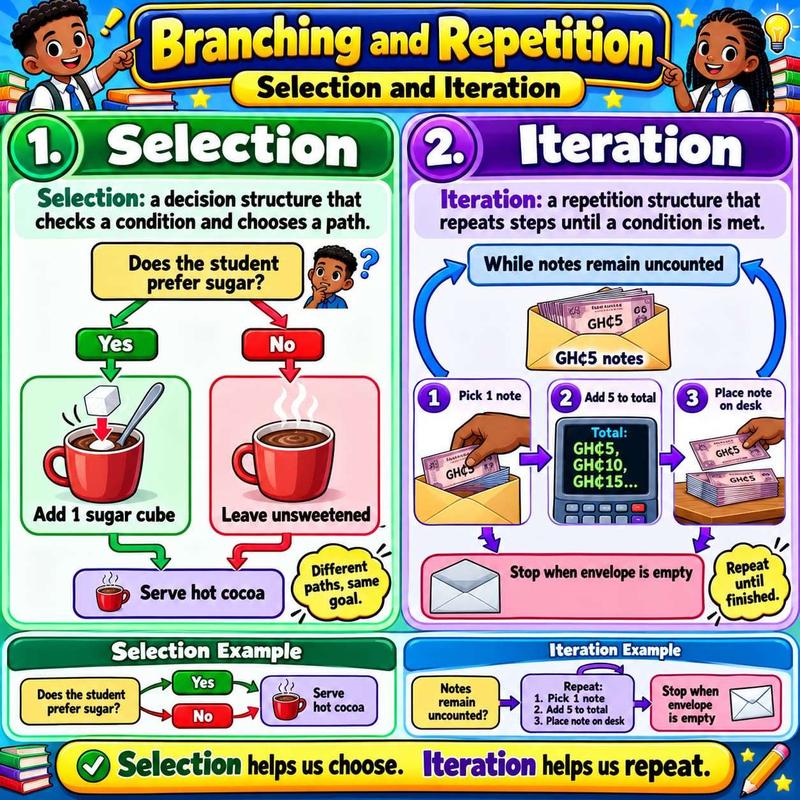 Branching and Repetition
Selection and Iteration
1. Selection
Selection: a decision structure that
checks a condition and chooses a path.
Does the student
prefer sugar?
?
Yes
No
Add 1 sugar cube
Leave unsweetened
Serve hot cocoa
Different
paths, same
goal.
2. Iteration
Iteration: a repetition structure that
repeats steps until a condition is met.
While notes remain uncounted
GH₵5
GH₵5 notes
1 Pick 1 note
GH₵5
2 Add 5 to total
Total:
GH₵5,
GH₵10,
GH₵15...
3 Place note
on desk
GH₵5
GH₵5
Stop when envelope is empty
Repeat
until
finished.
Selection Example
Does the student
prefer sugar?
Yes
No
Serve
hot cocoa
Iteration Example
Notes
remain
uncounted?
Repeat:
1. Pick 1 note
2. Add 5 to total
3. Place note on desk
Stop when
envelope
is empty
Selection helps us choose. Iteration helps us repeat.